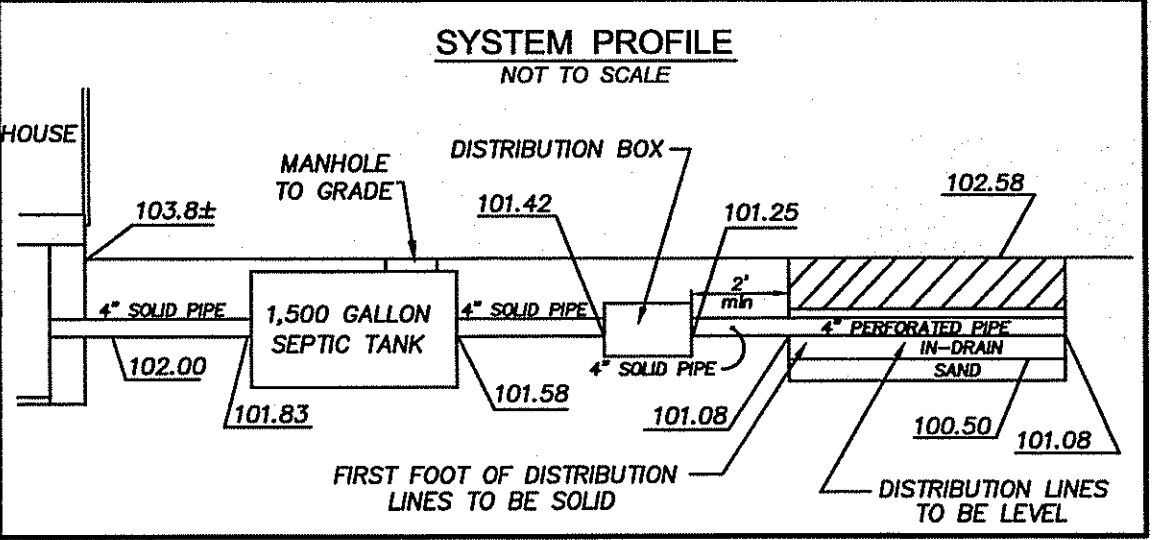 SYSTEM PROFILE
NOT TO SCALE
HOUSE
MANHOLE
TO GRADE
DISTRIBUTION BOX
103.8±
101.42
101.25
102.58
4" SOLID PIPE
1,500 GALLON
SEPTIC TANK
4" SOLID PIPE
2'
min
4" PERFORATED PIPE
IN-DRAIN
SAND
4" SOLID PIPE
102.00
101.83
101.58
101.08
100.50
101.08
FIRST FOOT OF DISTRIBUTION
LINES TO BE SOLID
DISTRIBUTION LINES
TO BE LEVEL